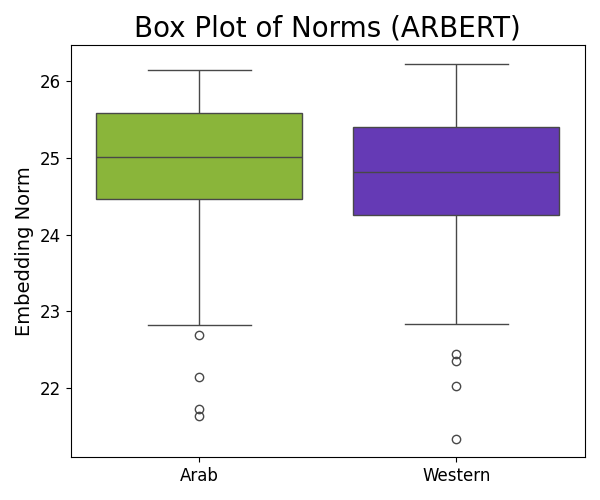 Box Plot of Norms (ARBERT)
Embedding Norm
26
25
24
23
22
Arab
Western